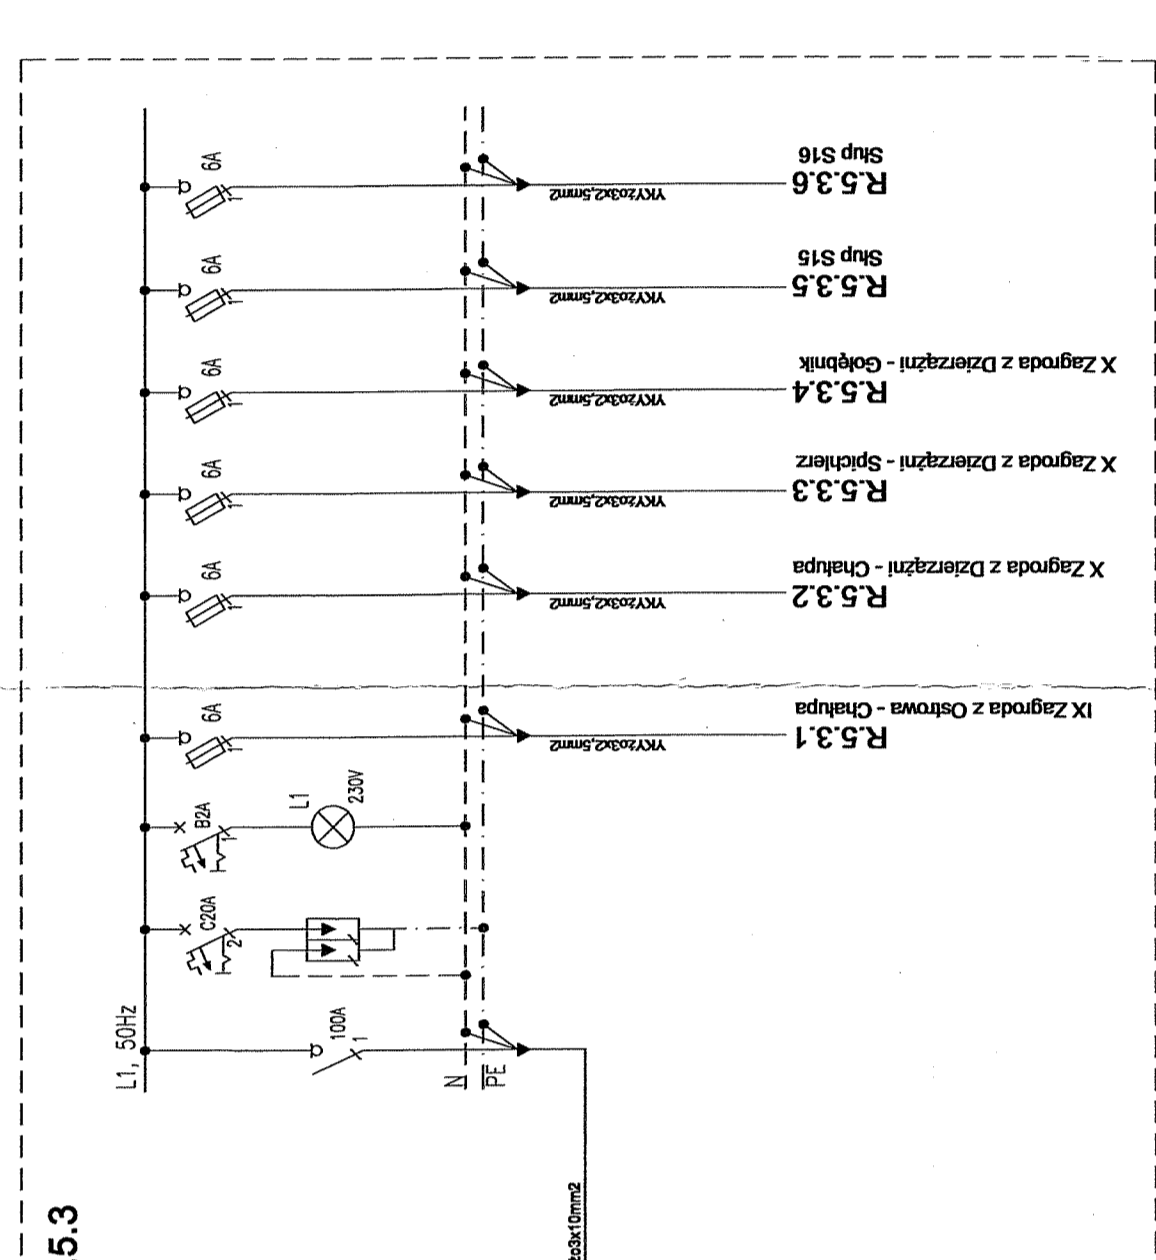 5.3
L1, 50Hz
N
PE
100A
1
C20A
2
B2A
1
L1
230V
6A
YKYżo3x2,5mm2
R.5.3.1
IX Zagroda z Ostrowa - Chałupa
6A
YKYżo3x2,5mm2
R.5.3.2
X Zagroda z Dzierzążni - Chałupa
6A
YKYżo3x2,5mm2
R.5.3.3
X Zagroda z Dzierzążni - Spichlerz
6A
YKYżo3x2,5mm2
R.5.3.4
X Zagroda z Dzierzążni - Gołębnik
6A
YKYżo3x2,5mm2
R.5.3.5
Słup S15
6A
YKYżo3x2,5mm2
R.5.3.6
Słup S16
żo3x10mm2